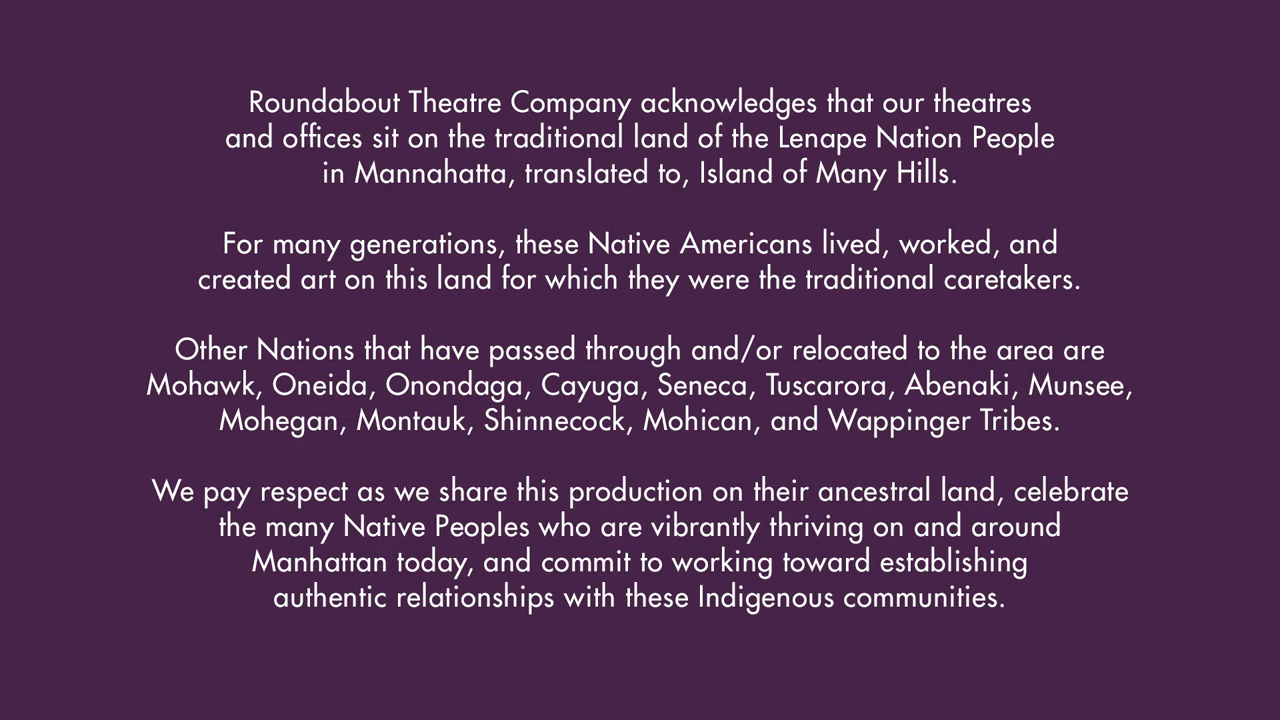 Roundabout Theatre Company acknowledges that our theatres
and offices sit on the traditional land of the Lenape Nation People
in Mannahatta, translated to, Island of Many Hills.
For many generations, these Native Americans lived, worked, and
created art on this land for which they were the traditional caretakers.
Other Nations that have passed through and/or relocated to the area are
Mohawk, Oneida, Onondaga, Cayuga, Seneca, Tuscarora, Abenaki, Munsee,
Mohegan, Montauk, Shinnecock, Mohican, and Wappinger Tribes.
We pay respect as we share this production on their ancestral land, celebrate
the many Native Peoples who are vibrantly thriving on and around
Manhattan today, and commit to working toward establishing
authentic relationships with these Indigenous communities.